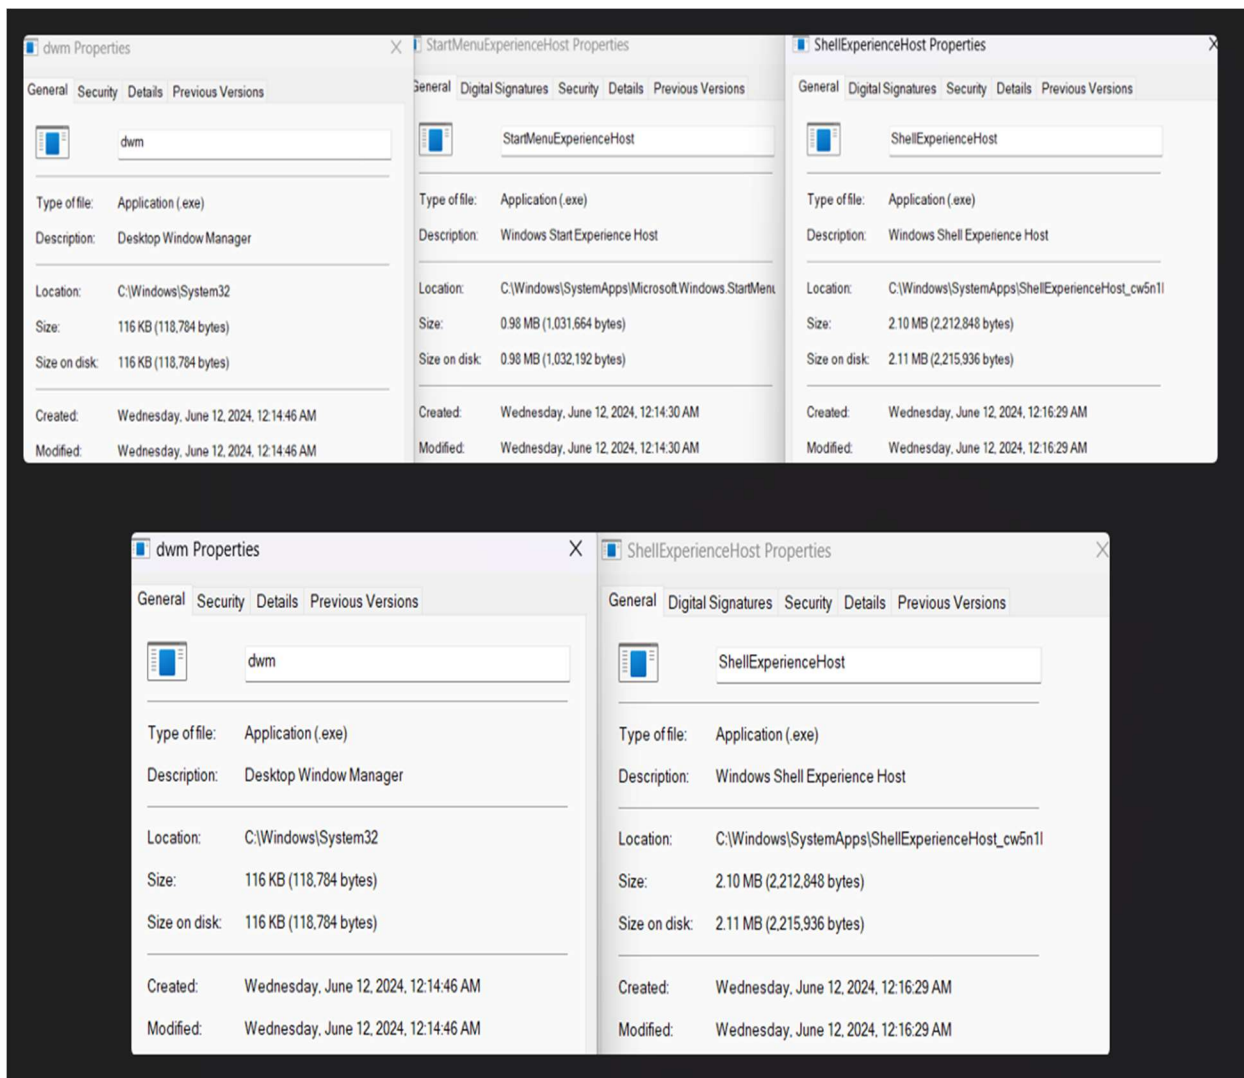 dwm Properties
General Security Details Previous Versions
dwm
Type of file: Application (.exe)
Description: Desktop Window Manager
Location: C:\Windows\System32
Size: 116 KB (118,784 bytes)
Size on disk: 116 KB (118,784 bytes)
Created: Wednesday, June 12, 2024, 12:14:46 AM
Modified: Wednesday, June 12, 2024, 12:14:46 AM
StartMenuExperienceHost Properties
General Digital Signatures Security Details Previous Versions
StartMenuExperienceHost
Type of file: Application (.exe)
Description: Windows Start Experience Host
Location: C:\Windows\SystemApps\Microsoft.Windows.StartMenu
Size: 0.98 MB (1,031,664 bytes)
Size on disk: 0.98 MB (1,032,192 bytes)
Created: Wednesday, June 12, 2024, 12:14:30 AM
Modified: Wednesday, June 12, 2024, 12:14:30 AM
ShellExperienceHost Properties
General Digital Signatures Security Details Previous Versions
ShellExperienceHost
Type of file: Application (.exe)
Description: Windows Shell Experience Host
Location: C:\Windows\SystemApps\ShellExperienceHost_cw5n1l
Size: 2.10 MB (2,212,848 bytes)
Size on disk: 2.11 MB (2,215,936 bytes)
Created: Wednesday, June 12, 2024, 12:16:29 AM
Modified: Wednesday, June 12, 2024, 12:16:29 AM
dwm Properties
General Security Details Previous Versions
dwm
Type of file: Application (.exe)
Description: Desktop Window Manager
Location: C:\Windows\System32
Size: 116 KB (118,784 bytes)
Size on disk: 116 KB (118,784 bytes)
Created: Wednesday, June 12, 2024, 12:14:46 AM
Modified: Wednesday, June 12, 2024, 12:14:46 AM
ShellExperienceHost Properties
General Digital Signatures Security Details Previous Versions
ShellExperienceHost
Type of file: Application (.exe)
Description: Windows Shell Experience Host
Location: C:\Windows\SystemApps\ShellExperienceHost_cw5n1l
Size: 2.10 MB (2,212,848 bytes)
Size on disk: 2.11 MB (2,215,936 bytes)
Created: Wednesday, June 12, 2024, 12:16:29 AM
Modified: Wednesday, June 12, 2024, 12:16:29 AM